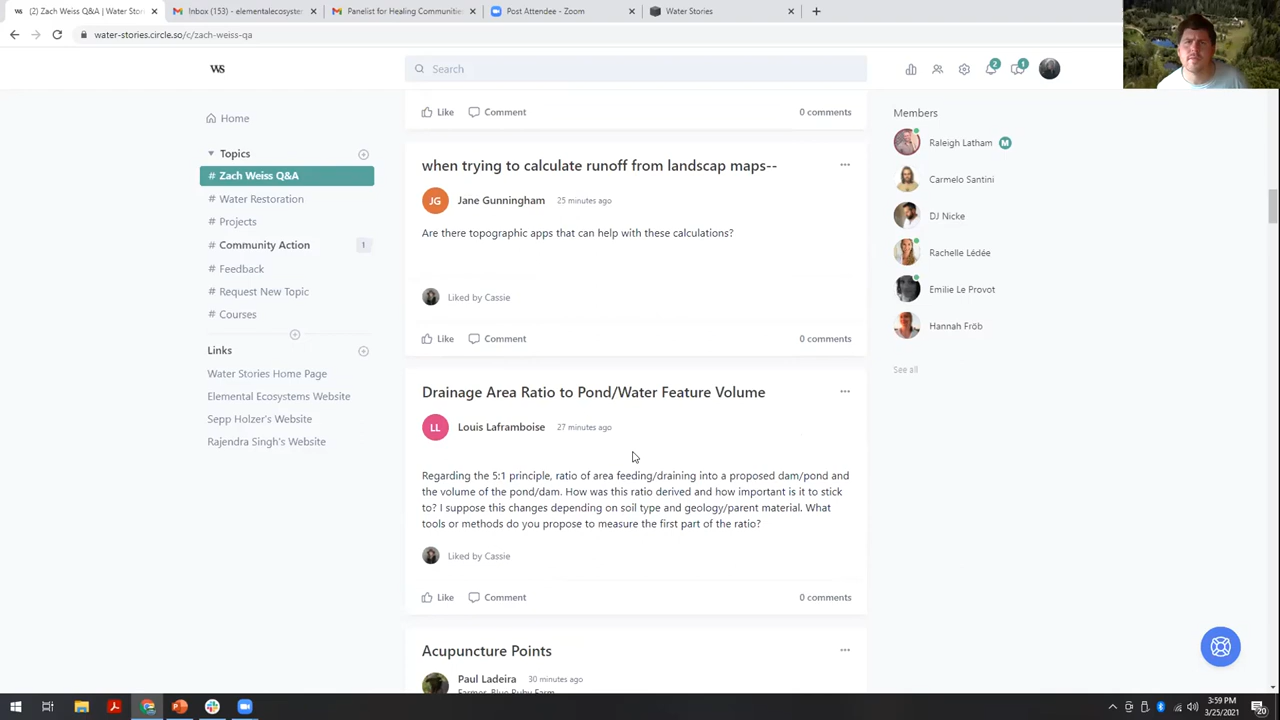 (2) Zach Weiss Q&A | Water Stor
Inbox (153) - elementalecosystem
Panelist for Healing Communities
Post Attendee - Zoom
Water Stories
water-stories.circle.so/c/zach-weiss-qa
WS
Search
2
1
Home
Topics
# Zach Weiss Q&A
# Water Restoration
# Projects
# Community Action
1
# Feedback
# Request New Topic
# Courses
Links
Water Stories Home Page
Elemental Ecosystems Website
Sepp Holzer's Website
Rajendra Singh's Website
Like
Comment
0 comments
when trying to calculate runoff from landscap maps--
JG
Jane Gunningham
25 minutes ago
Are there topographic apps that can help with these calculations?
Liked by Cassie
Like
Comment
0 comments
Drainage Area Ratio to Pond/Water Feature Volume
LL
Louis Laframboise
27 minutes ago
Regarding the 5:1 principle, ratio of area feeding/draining into a proposed dam/pond and
the volume of the pond/dam. How was this ratio derived and how important is it to stick
to? I suppose this changes depending on soil type and geology/parent material. What
tools or methods do you propose to measure the first part of the ratio?
Liked by Cassie
Like
Comment
0 comments
Acupuncture Points
Paul Ladeira
30 minutes ago
Farmer, Blue Ruby Farm
Members
Raleigh Latham
M
Carmelo Santini
DJ Nicke
Rachelle Lédée
Emilie Le Provot
Hannah Fröb
See all
3:59 PM
3/25/2021
20